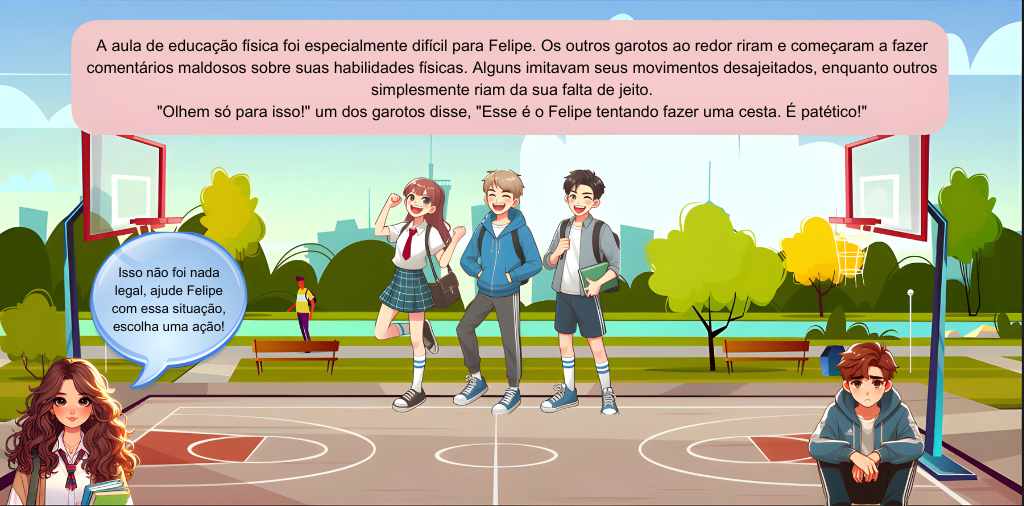 A aula de educação física foi especialmente difícil para Felipe. Os outros garotos ao redor riram e começaram a fazer
comentários maldosos sobre suas habilidades físicas. Alguns imitavam seus movimentos desajeitados, enquanto outros
simplesmente riam da sua falta de jeito.
"Olhem só para isso!" um dos garotos disse, "Esse é o Felipe tentando fazer uma cesta. É patético!"
Isso não foi nada
legal, ajude Felipe
com essa situação,
escolha uma ação!